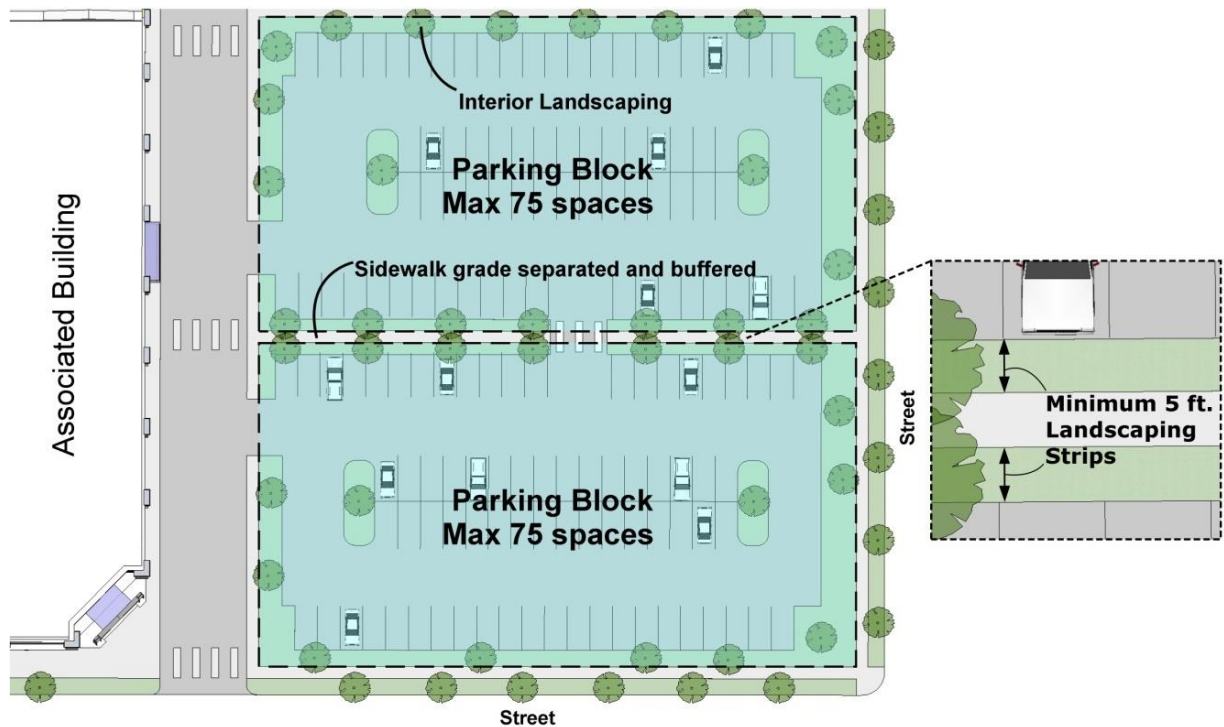 Interior Landscaping
Parking Block
Max 75 spaces
Associated Building
Sidewalk grade separated and buffered
Street
Minimum 5 ft.
Landscaping
Strips
Parking Block
Max 75 spaces
Street